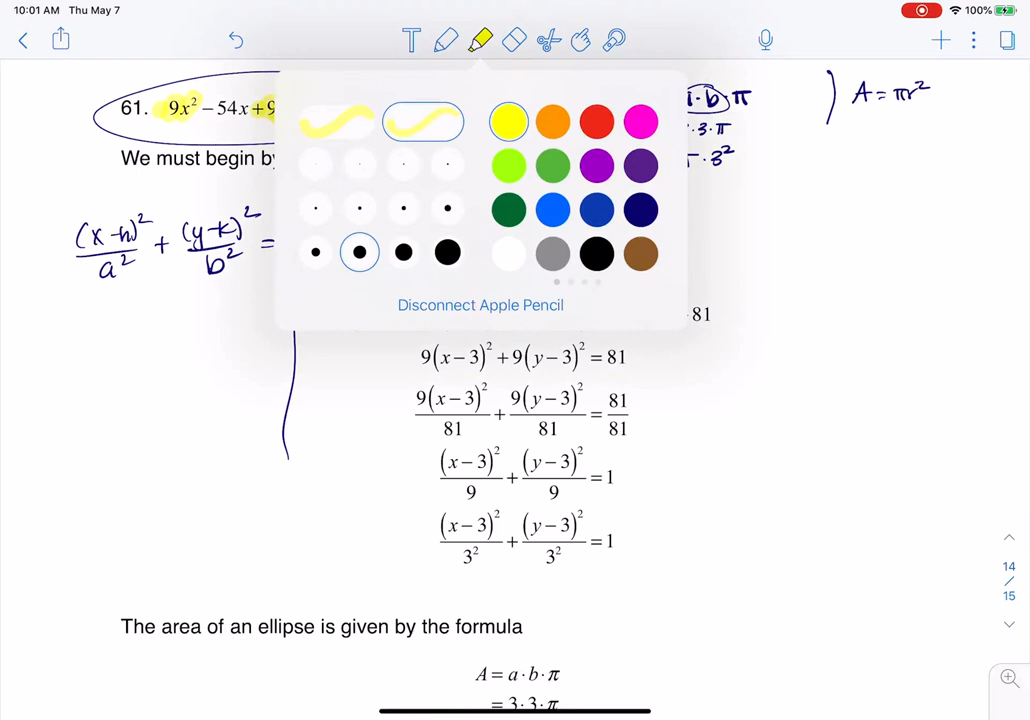 10:01 AM Thu May 7
100%
61. 9x² − 54x + 9
i · b · π
) A = πr²
· 3 · π
We must begin by
· 3²
(x-h)²/a² + (y-k)²/b² =
Disconnect Apple Pencil
81
9(x−3)² + 9(y−3)² = 81
9(x−3)²/81 + 9(y−3)²/81 = 81/81
(x−3)²/9 + (y−3)²/9 = 1
(x−3)²/3² + (y−3)²/3² = 1
14
/
15
The area of an ellipse is given by the formula
A = a · b · π
= 3 · 3 · π